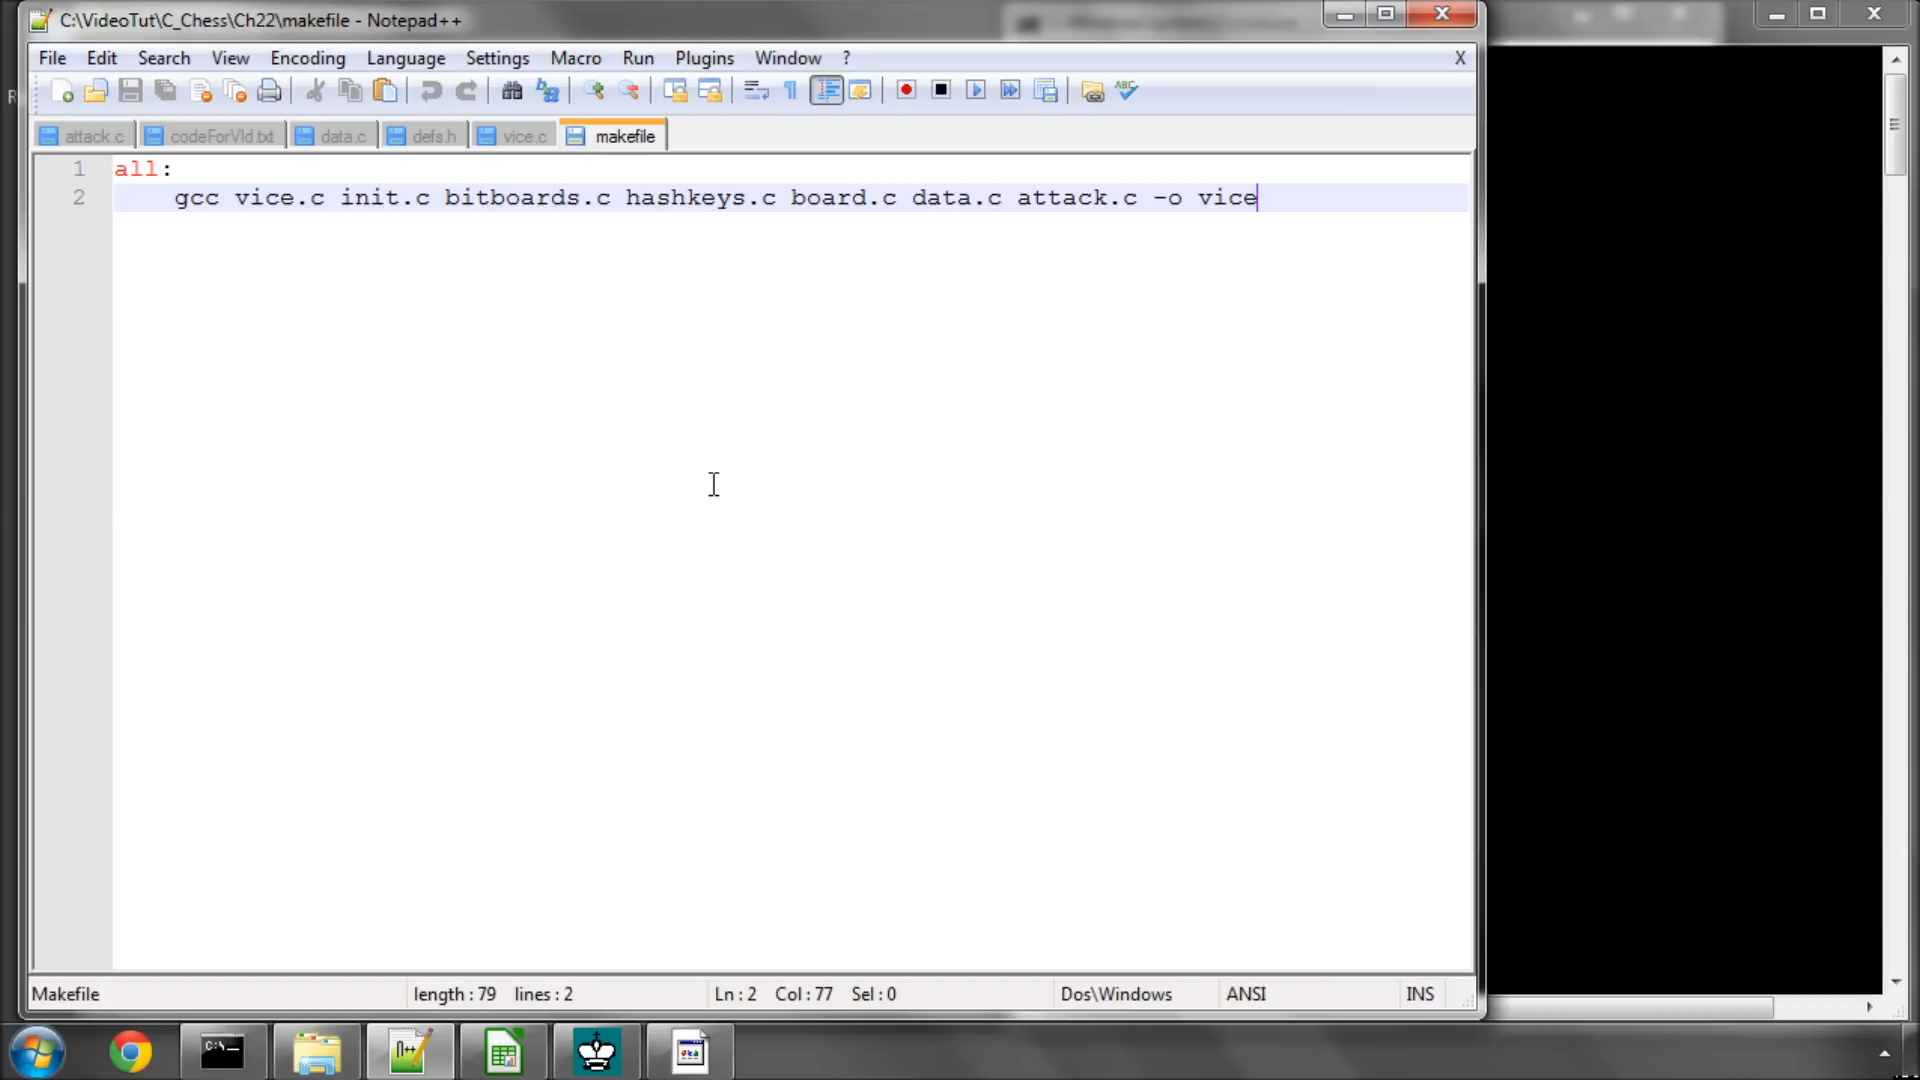 C:\VideoTut\C_Chess\Ch22\makefile - Notepad++
File Edit Search View Encoding Language Settings Macro Run Plugins Window ? X
attack.c codeForVid.txt data.c defs.h vice.c makefile
1 all:
2 gcc vice.c init.c bitboards.c hashkeys.c board.c data.c attack.c -o vice
Makefile length : 79 lines : 2 Ln : 2 Col : 77 Sel : 0 Dos\Windows ANSI INS